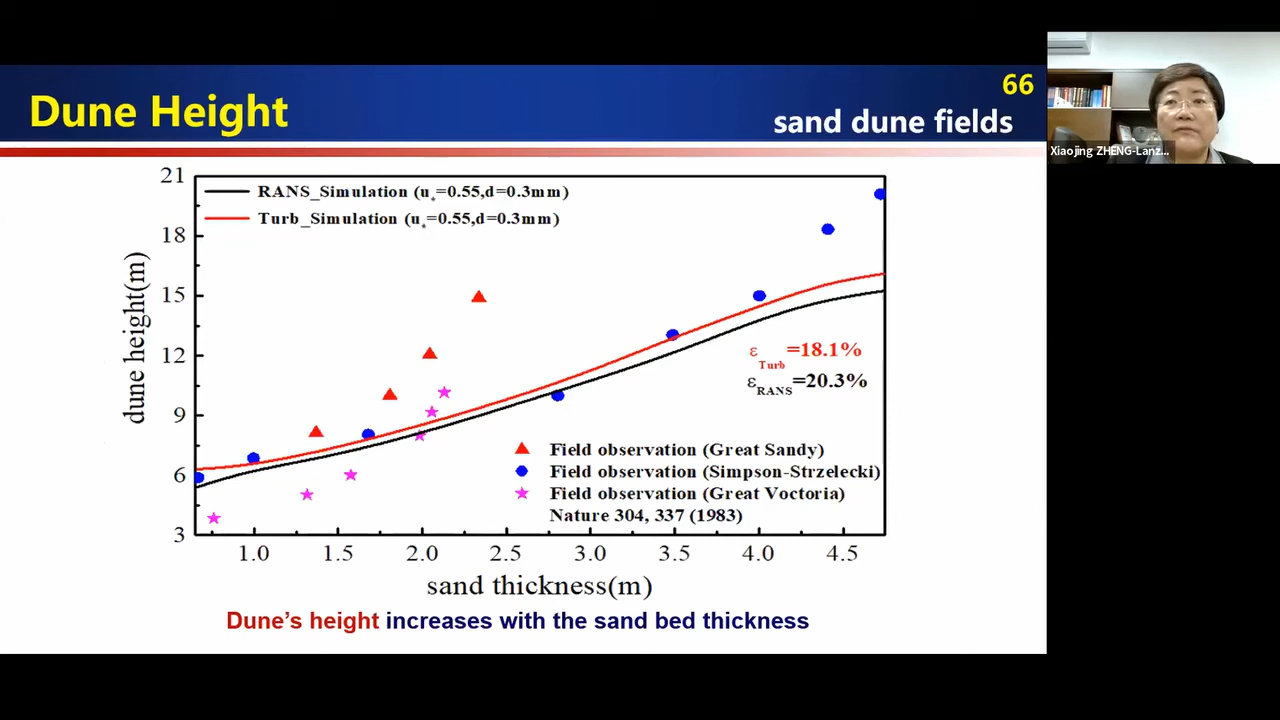 66
Dune Height
sand dune fields
Xiaojing ZHENG-Lanz...
21
18
15
12
9
6
3
dune height(m)
RANS_Simulation (u*=0.55,d=0.3mm)
Turb_Simulation (u*=0.55,d=0.3mm)
εTurb=18.1%
εRANS=20.3%
Field observation (Great Sandy)
Field observation (Simpson-Strzelecki)
Field observation (Great Voctoria)
Nature 304, 337 (1983)
1.0 1.5 2.0 2.5 3.0 3.5 4.0 4.5
sand thickness(m)
Dune's height increases with the sand bed thickness